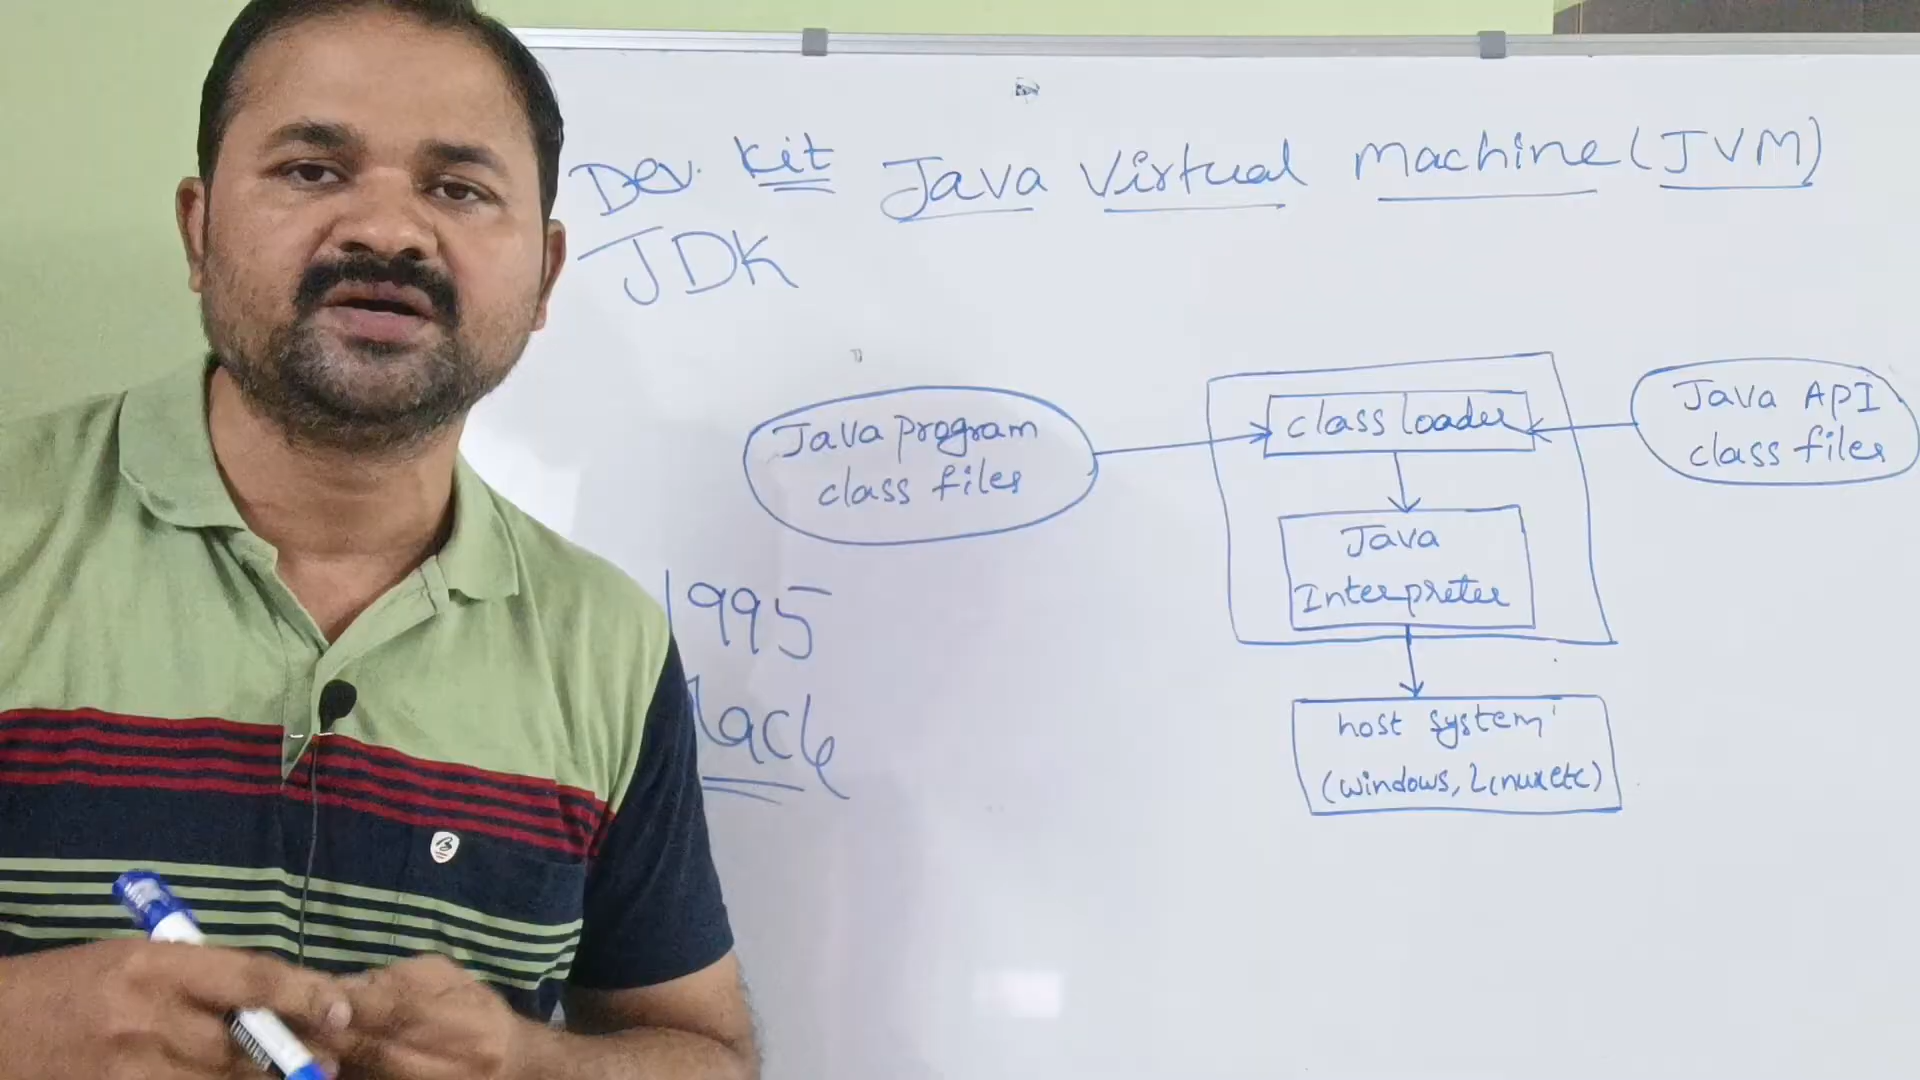 Dev. Kit
JDK
Java Virtual Machine (JVM)
Java program
class files
class loader
Java API
class files
Java
Interpreter
host system
(windows, Linux etc)
1995